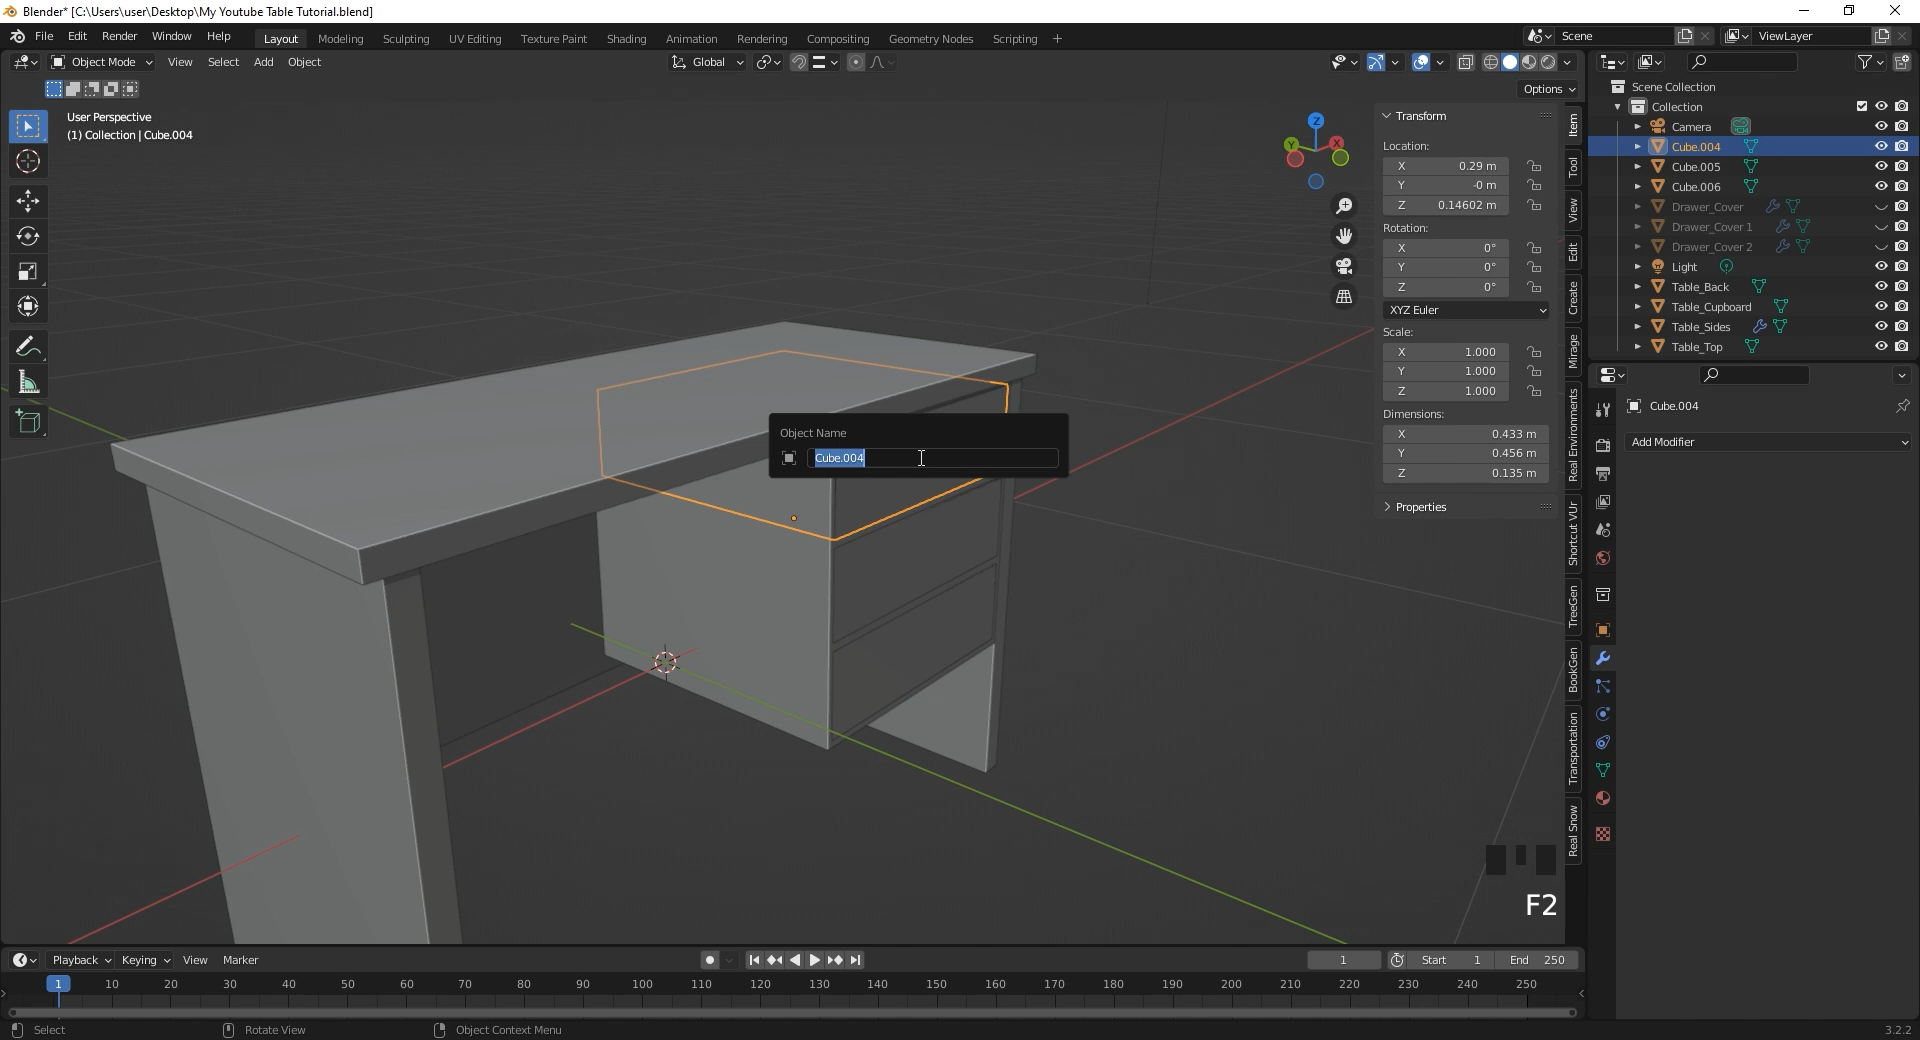 Blender* [C:\Users\user\Desktop\My Youtube Table Tutorial.blend]
File Edit Render Window Help Layout Modeling Sculpting UV Editing Texture Paint Shading Animation Rendering Compositing Geometry Nodes Scripting + Scene ViewLayer
Object Mode View Select Add Object Global
Options
User Perspective
(1) Collection | Cube.004
Z
Y
X
Transform
Location:
X 0.29 m
Y -0 m
Z 0.14602 m
Rotation:
X 0°
Y 0°
Z 0°
XYZ Euler
Scale:
X 1.000
Y 1.000
Z 1.000
Dimensions:
X 0.433 m
Y 0.456 m
Z 0.135 m
Properties
Item
Tool
View
Edit
Create
Mirage
Real Environments
Shortcut VUr
TreeGen
BookGen
Transportation
Real Snow
Scene Collection
Collection
Camera
Cube.004
Cube.005
Cube.006
Drawer_Cover
Drawer_Cover 1
Drawer_Cover 2
Light
Table_Back
Table_Cupboard
Table_Sides
Table_Top
Cube.004
Add Modifier
Object Name
Cube.004
F2
Playback Keying View Marker 1 Start 1 End 250
1 10 20 30 40 50 60 70 80 90 100 110 120 130 140 150 160 170 180 190 200 210 220 230 240 250
Select Rotate View Object Context Menu 3.2.2